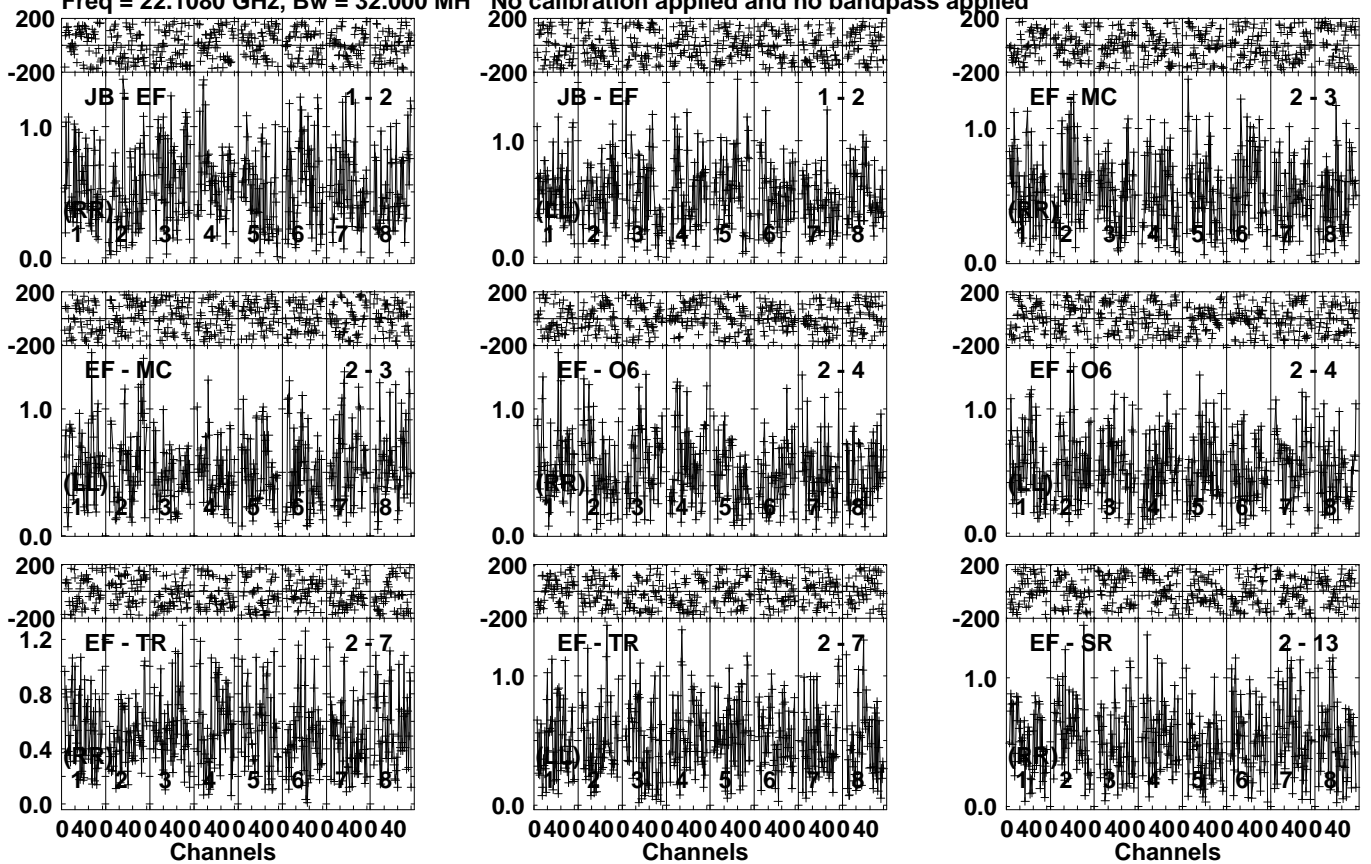 Freq = 22.1080 GHz, Bw = 32.000 MH No calibration applied and no bandpass applied
200 200 200
-200 -200 -200
JB - EF 1 - 2 JB - EF 1 - 2 EF - MC 2 - 3
1.0 1.0 1.0
(RR) (LL) (RR)
1 2 3 4 5 6 7 8 1 2 3 4 5 6 7 8 1 2 3 4 5 6 7 8
0.0 0.0 0.0
200 200 200
-200 -200 -200
EF - MC 2 - 3 EF - O6 2 - 4 EF - O6 2 - 4
1.0 1.0 1.0
(LL) (RR) (LL)
1 2 3 4 5 6 7 8 1 2 3 4 5 6 7 8 1 2 3 4 5 6 7 8
0.0 0.0 0.0
200 200 200
-200 -200 -200
EF - TR 2 - 7 EF - TR 2 - 7 EF - SR 2 - 13
1.2
0.8 1.0 1.0
0.4
(RR) (LL) (RR)
1 2 3 4 5 6 7 8 1 2 3 4 5 6 7 8 1 2 3 4 5 6 7 8
0.0 0.0 0.0
0 40 0 40 0 40 0 40 0 40 0 40 0 40 0 40 0 40 0 40 0 40 0 40 0 40 0 40 0 40 0 40 0 40 0 40 0 40 0 40 0 40 0 40 0 40 0 40
Channels Channels Channels